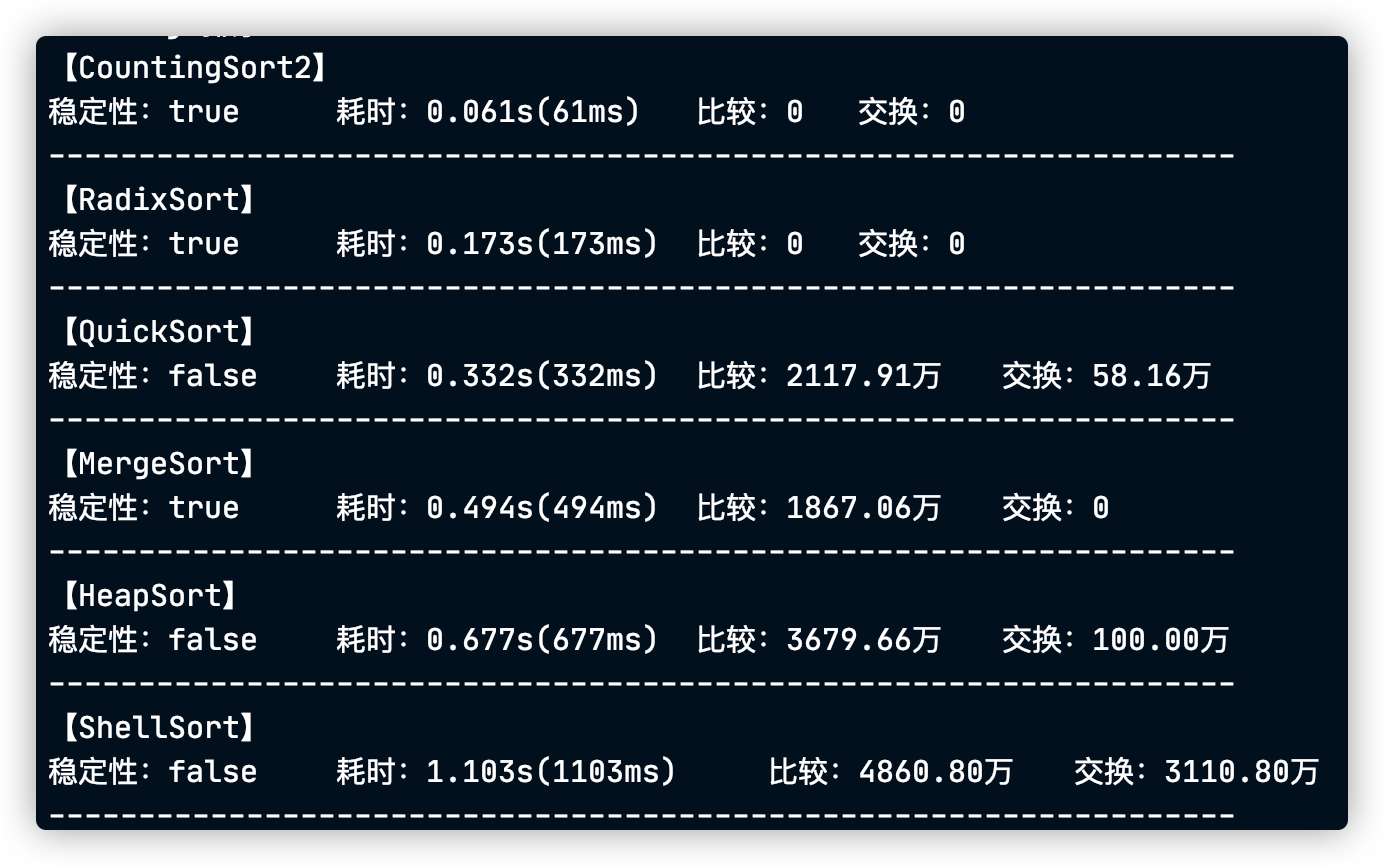 【CountingSort2】
稳定性：true 耗时：0.061s(61ms) 比较：0 交换：0
------------------------------------------------------------------
【RadixSort】
稳定性：true 耗时：0.173s(173ms) 比较：0 交换：0
------------------------------------------------------------------
【QuickSort】
稳定性：false 耗时：0.332s(332ms) 比较：2117.91万 交换：58.16万
------------------------------------------------------------------
【MergeSort】
稳定性：true 耗时：0.494s(494ms) 比较：1867.06万 交换：0
------------------------------------------------------------------
【HeapSort】
稳定性：false 耗时：0.677s(677ms) 比较：3679.66万 交换：100.00万
------------------------------------------------------------------
【ShellSort】
稳定性：false 耗时：1.103s(1103ms) 比较：4860.80万 交换：3110.80万
------------------------------------------------------------------